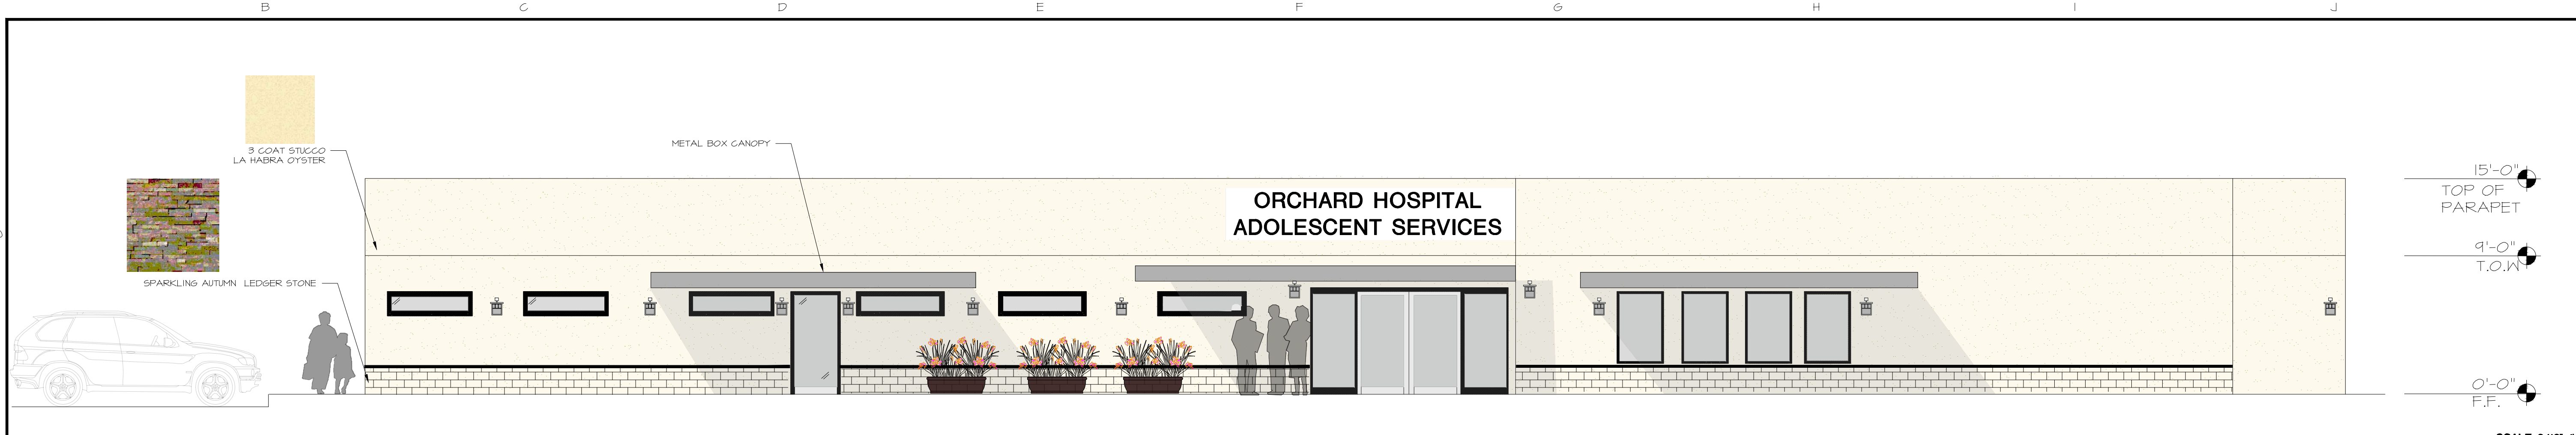 B C D E F G H I J
3 COAT STUCCO
LA HABRA OYSTER
METAL BOX CANOPY
SPARKLING AUTUMN LEDGER STONE
ORCHARD HOSPITAL
ADOLESCENT SERVICES
15'-0"
TOP OF
PARAPET
9'-0"
T.O.W
0'-0"
F.F.